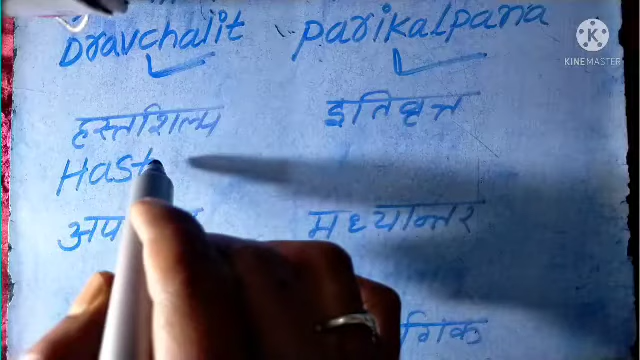 Dravchalit parikalpana
हस्तशिल्प इतिवृत्त
Hast
मध्यान्तर
K
KINEMASTER